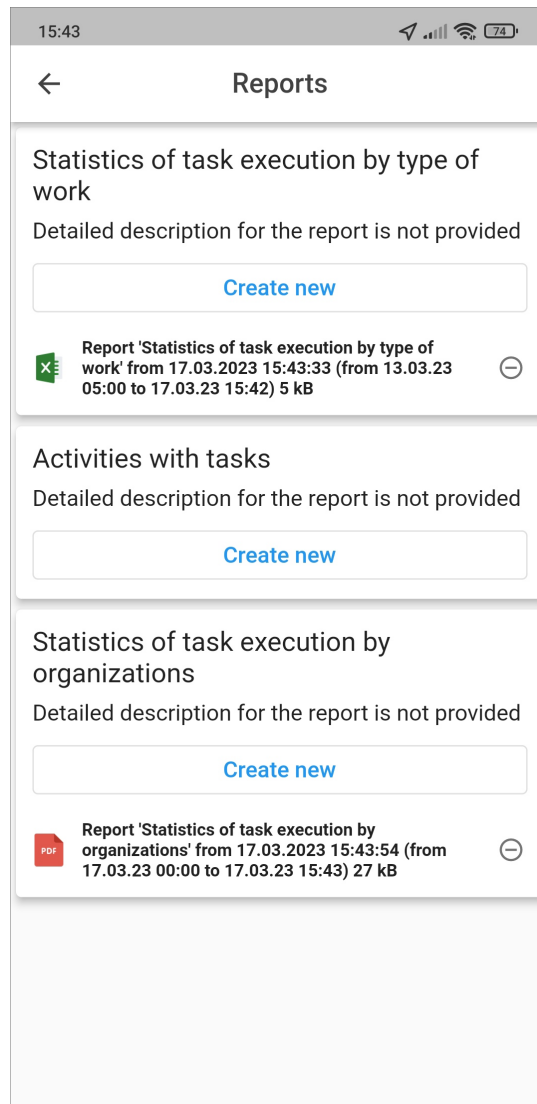 15:43
74
Reports
Statistics of task execution by type of
work
Detailed description for the report is not provided
Create new
Report 'Statistics of task execution by type of
work' from 17.03.2023 15:43:33 (from 13.03.23
05:00 to 17.03.23 15:42) 5 kB
Activities with tasks
Detailed description for the report is not provided
Create new
Statistics of task execution by
organizations
Detailed description for the report is not provided
Create new
PDF
Report 'Statistics of task execution by
organizations' from 17.03.2023 15:43:54 (from
17.03.23 00:00 to 17.03.23 15:43) 27 kB